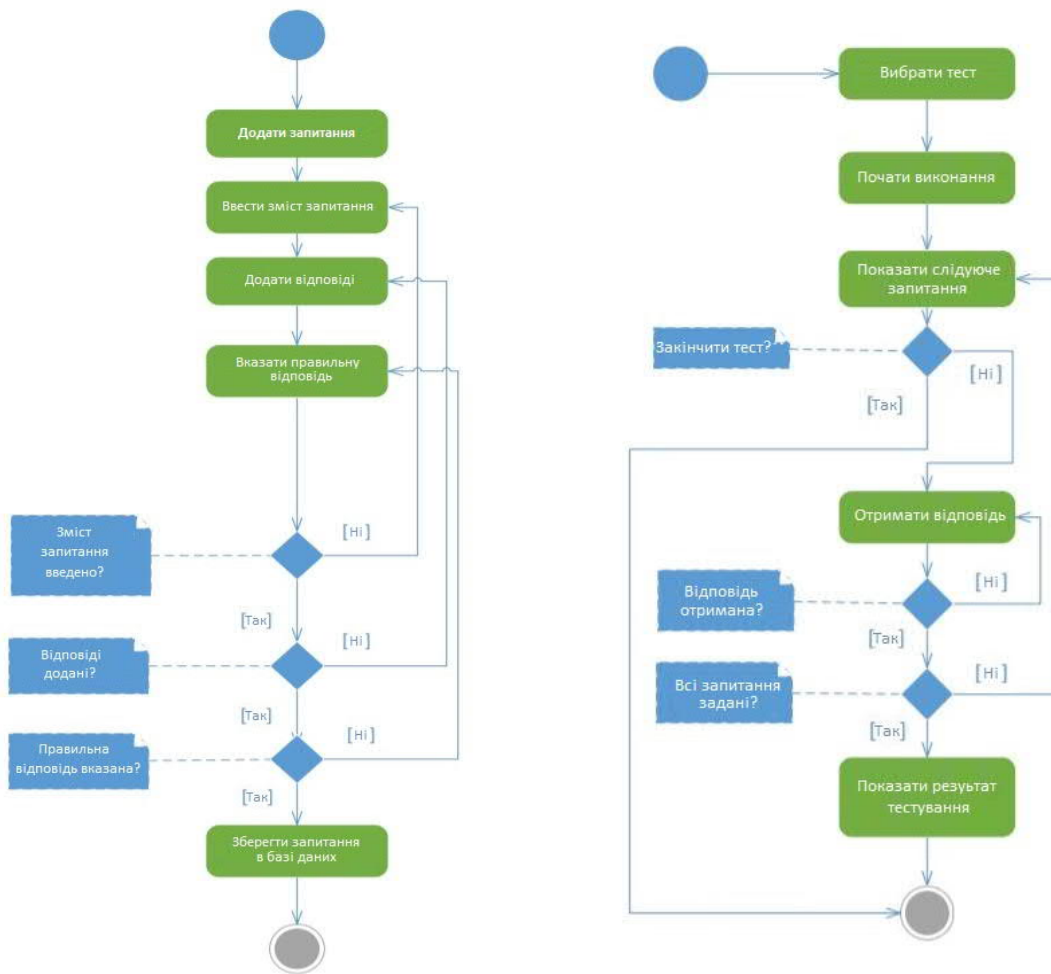 Додати запитання
Ввести зміст запитання
Додати відповіді
Вказати правильну
відповідь
Зміст
запитання
введено?
[Ні]
[Так]
Відповіді
додані?
[Ні]
[Так]
Правильна
відповідь вказана?
[Ні]
[Так]
Зберегти запитання
в базі даних
Вибрати тест
Почати виконання
Показати слідуюче
запитання
Закінчити тест?
[Ні]
[Так]
Отримати відповідь
Відповідь
отримана?
[Ні]
[Так]
Всі запитання
задані?
[Ні]
[Так]
Показати резуьтат
тестування